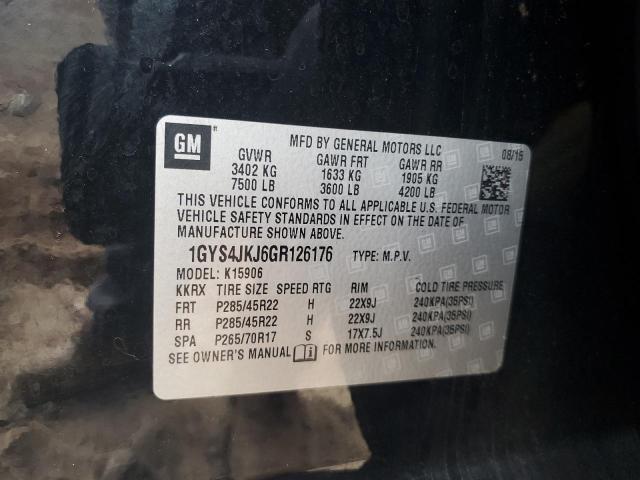 GM
MFD BY GENERAL MOTORS LLC 08/15
GVWR GAWR FRT GAWR RR
3402 KG 1633 KG 1905 KG
7500 LB 3600 LB 4200 LB
THIS VEHICLE CONFORMS TO ALL APPLICABLE U.S. FEDERAL MOTOR
VEHICLE SAFETY STANDARDS IN EFFECT ON THE DATE OF
MANUFACTURE SHOWN ABOVE.
1GYS4JKJ6GR126176 TYPE: M.P.V.
MODEL: K15906
KKRX TIRE SIZE SPEED RTG RIM COLD TIRE PRESSURE
FRT P285/45R22 H 22X9J 240KPA(35PSI)
RR P285/45R22 H 22X9J 240KPA(35PSI)
SPA P265/70R17 S 17X7.5J 240KPA(35PSI)
SEE OWNER'S MANUAL FOR MORE INFORMATION